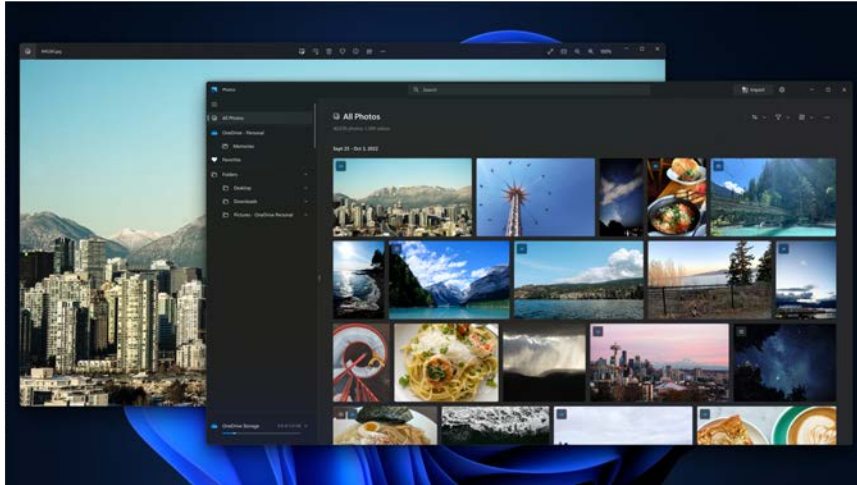 100%
Photos
Search
Import
All Photos
OneDrive - Personal
Memories
Favorites
Folders
Desktop
Downloads
Pictures - OneDrive Personal
All Photos
Sept 25 - Oct 3, 2022
OneDrive Storage